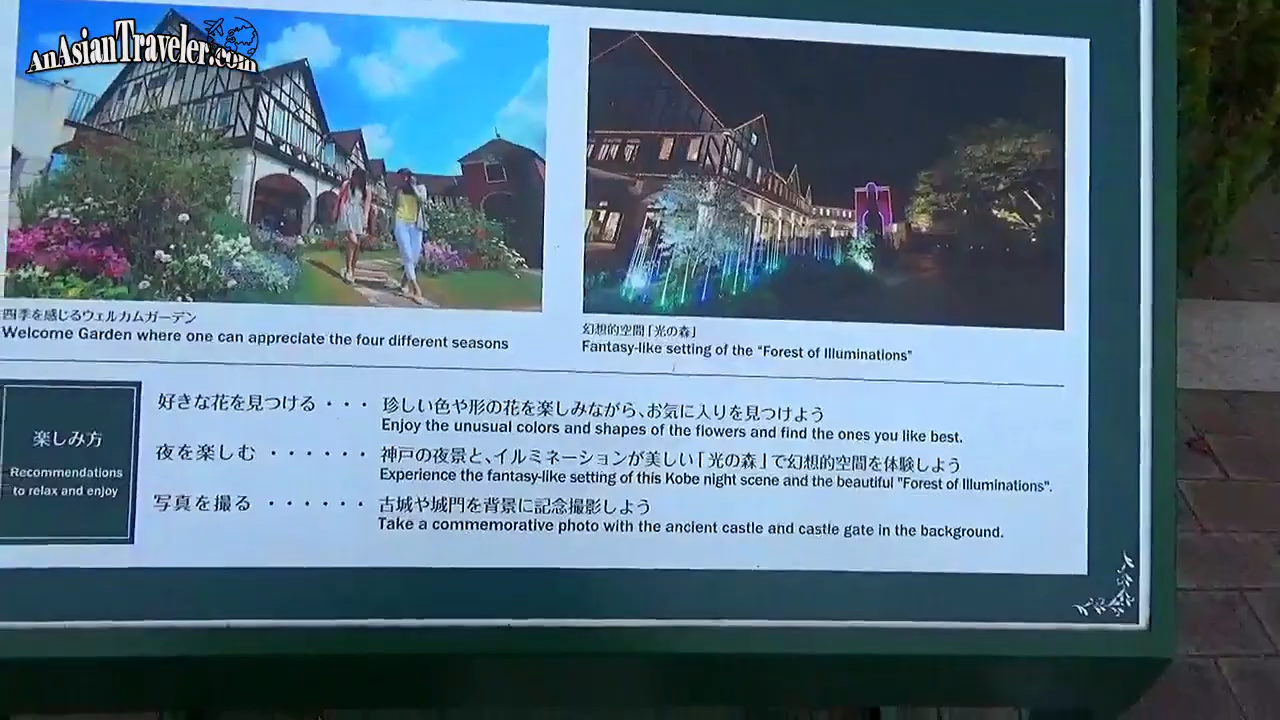 AnAsianTraveler.com
四季を感じるウェルカムガーデン
Welcome Garden where one can appreciate the four different seasons
幻想的空間「光の森」
Fantasy-like setting of the "Forest of Illuminations"
楽しみ方
Recommendations
to relax and enjoy
好きな花を見つける・・・ 珍しい色や形の花を楽しみながら、お気に入りを見つけよう
Enjoy the unusual colors and shapes of the flowers and find the ones you like best.
夜を楽しむ・・・・・・ 神戸の夜景と、イルミネーションが美しい「光の森」で幻想的空間を体験しよう
Experience the fantasy-like setting of this Kobe night scene and the beautiful "Forest of Illuminations".
写真を撮る・・・・・・ 古城や城門を背景に記念撮影しよう
Take a commemorative photo with the ancient castle and castle gate in the background.